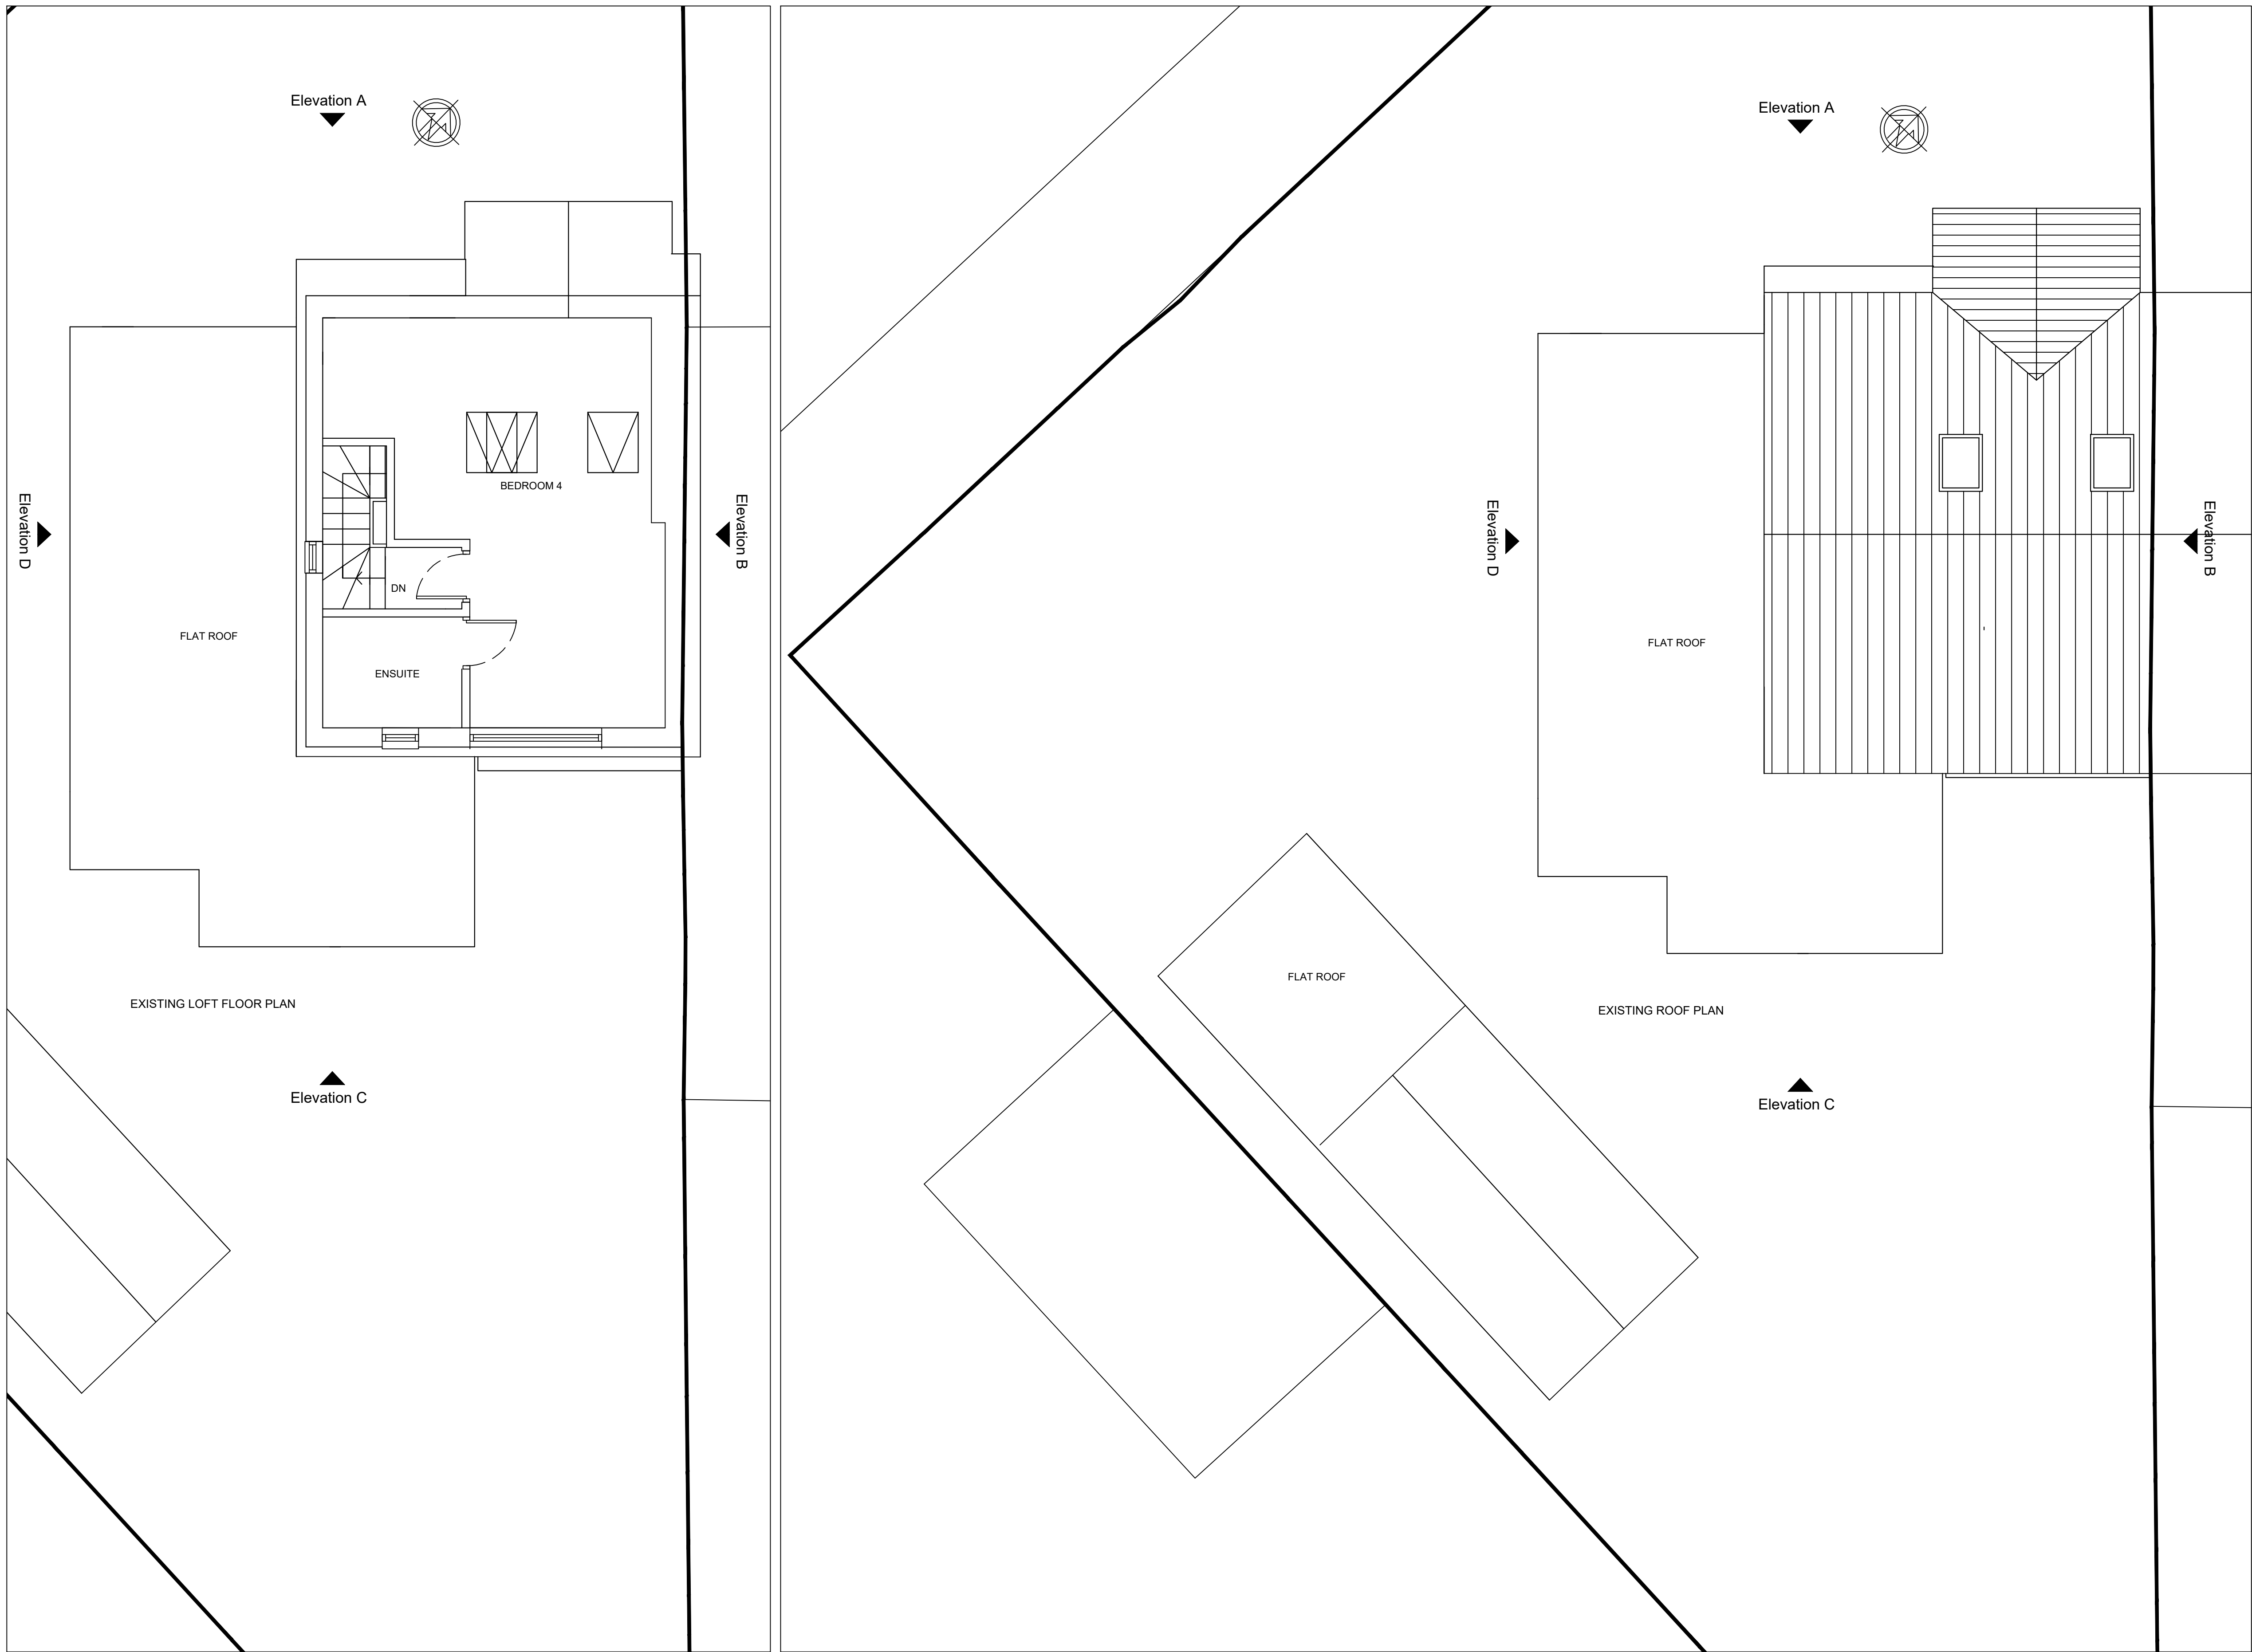 Elevation A
Elevation D
BEDROOM 4
Elevation B
DN
FLAT ROOF
ENSUITE
EXISTING LOFT FLOOR PLAN
Elevation C
Elevation A
Elevation D
Elevation B
FLAT ROOF
FLAT ROOF
EXISTING ROOF PLAN
Elevation C